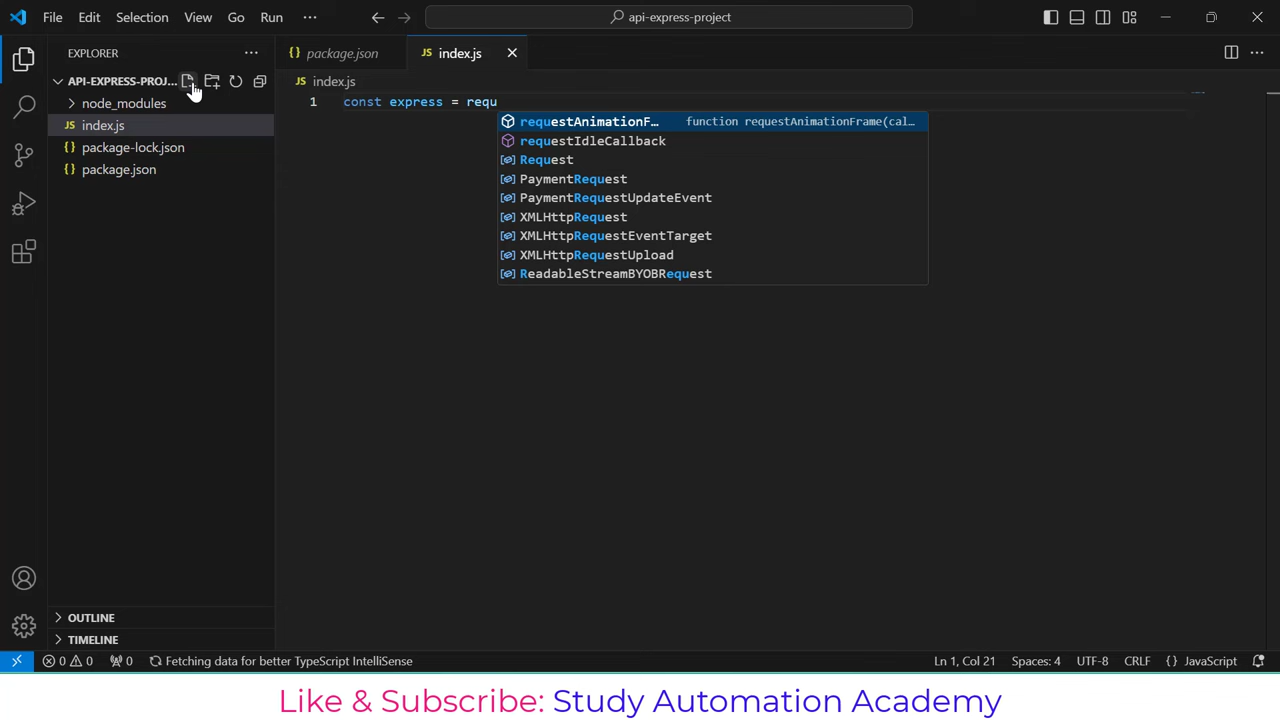 File Edit Selection View Go Run ··· api-express-project
EXPLORER ···
package.json
index.js
API-EXPRESS-PROJ...
node_modules
JS index.js
{} package-lock.json
{} package.json
JS index.js
1 const express = requ
requestAnimationF... function requestAnimationFrame(cal...
requestIdleCallback
Request
PaymentRequest
PaymentRequestUpdateEvent
XMLHttpRequest
XMLHttpRequestEventTarget
XMLHttpRequestUpload
ReadableStreamBYOBRequest
OUTLINE
TIMELINE
0 0 0 Fetching data for better TypeScript IntelliSense Ln 1, Col 21 Spaces: 4 UTF-8 CRLF {} JavaScript
Like & Subscribe: Study Automation Academy